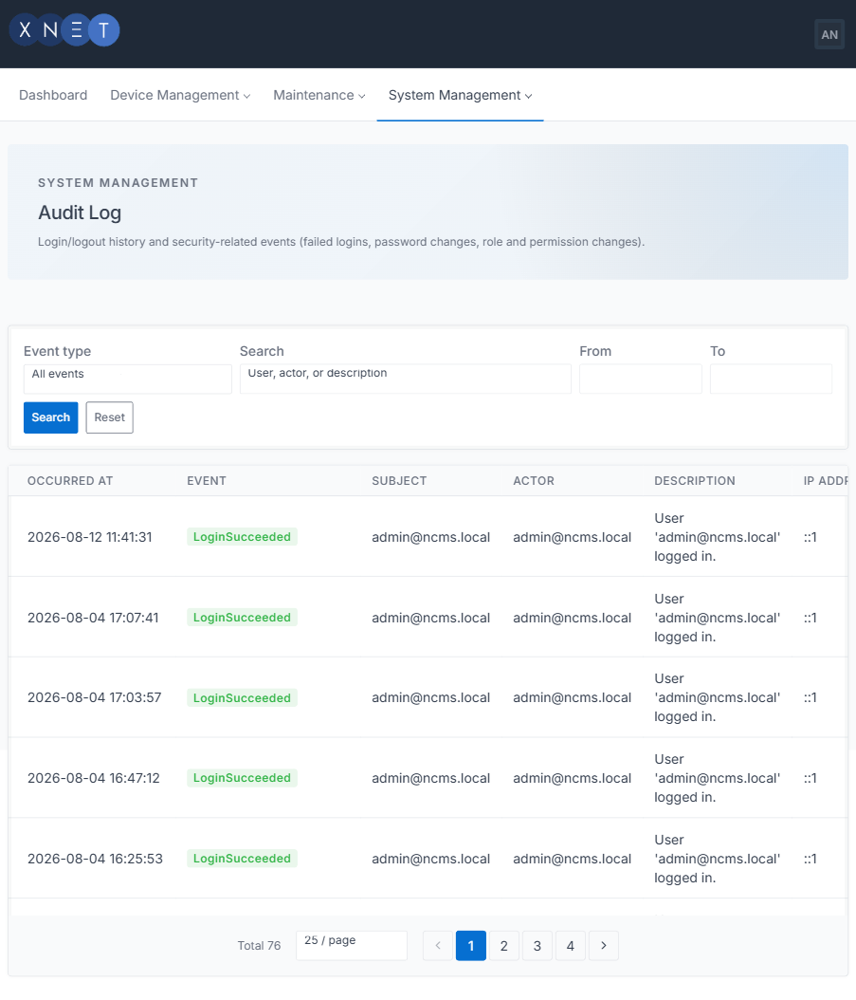 X N E T
AN
Dashboard Device Management Maintenance System Management
SYSTEM MANAGEMENT
Audit Log
Login/logout history and security-related events (failed logins, password changes, role and permission changes).
Event type Search From To
All events User, actor, or description
Search Reset
OCCURRED AT EVENT SUBJECT ACTOR DESCRIPTION IP ADDR
2026-08-12 11:41:31 LoginSucceeded admin@ncms.local admin@ncms.local User 'admin@ncms.local' logged in. ::1
2026-08-04 17:07:41 LoginSucceeded admin@ncms.local admin@ncms.local User 'admin@ncms.local' logged in. ::1
2026-08-04 17:03:57 LoginSucceeded admin@ncms.local admin@ncms.local User 'admin@ncms.local' logged in. ::1
2026-08-04 16:47:12 LoginSucceeded admin@ncms.local admin@ncms.local User 'admin@ncms.local' logged in. ::1
2026-08-04 16:25:53 LoginSucceeded admin@ncms.local admin@ncms.local User 'admin@ncms.local' logged in. ::1
Total 76 25 / page 1 2 3 4